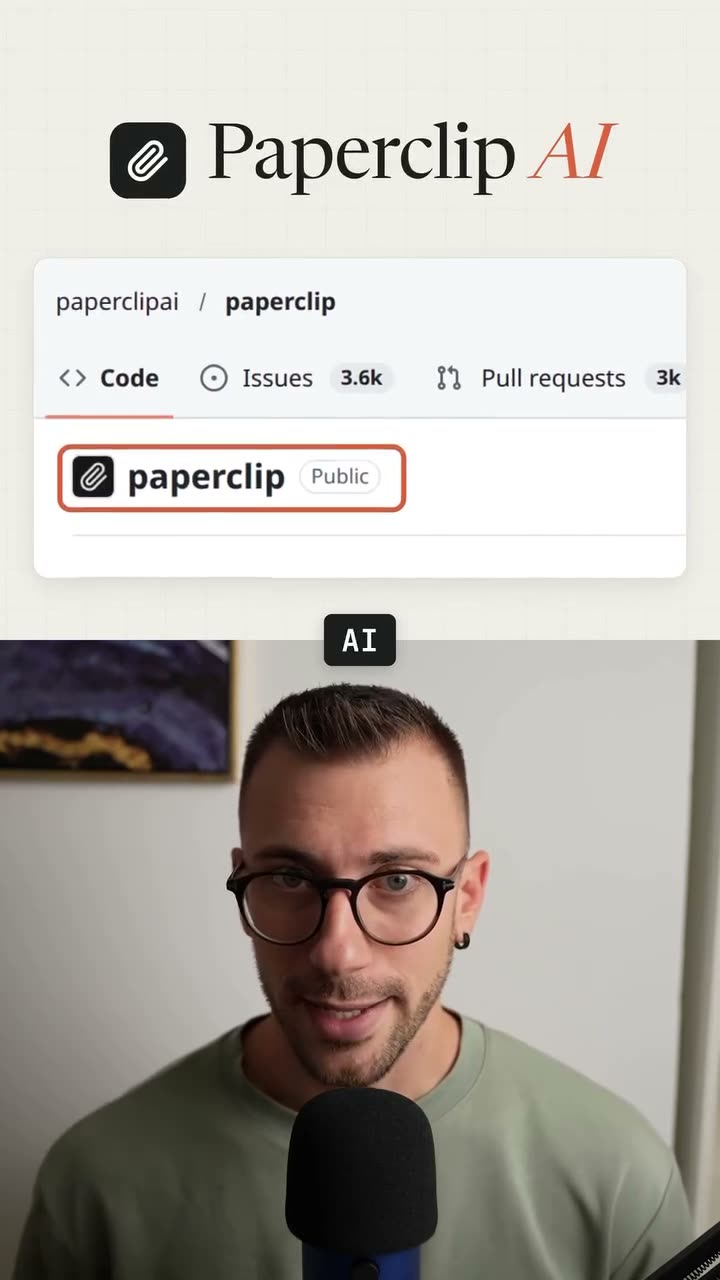 Paperclip AI
paperclipai / paperclip
<> Code Issues 3.6k Pull requests 3k
paperclip Public
AI